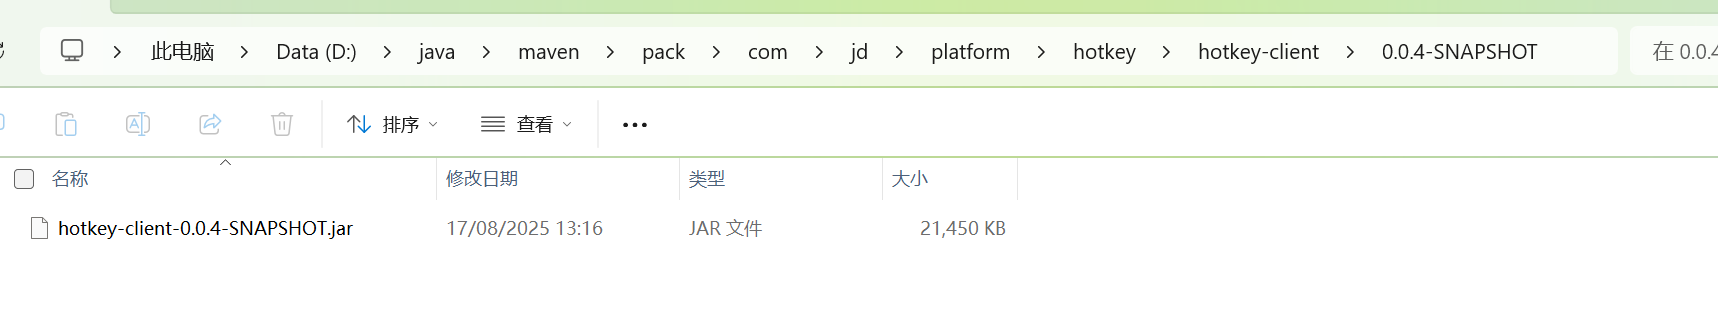 此电脑 > Data (D:) > java > maven > pack > com > jd > platform > hotkey > hotkey-client > 0.0.4-SNAPSHOT 在 0.0.4
排序 查看 •••
名称 修改日期 类型 大小
hotkey-client-0.0.4-SNAPSHOT.jar 17/08/2025 13:16 JAR 文件 21,450 KB